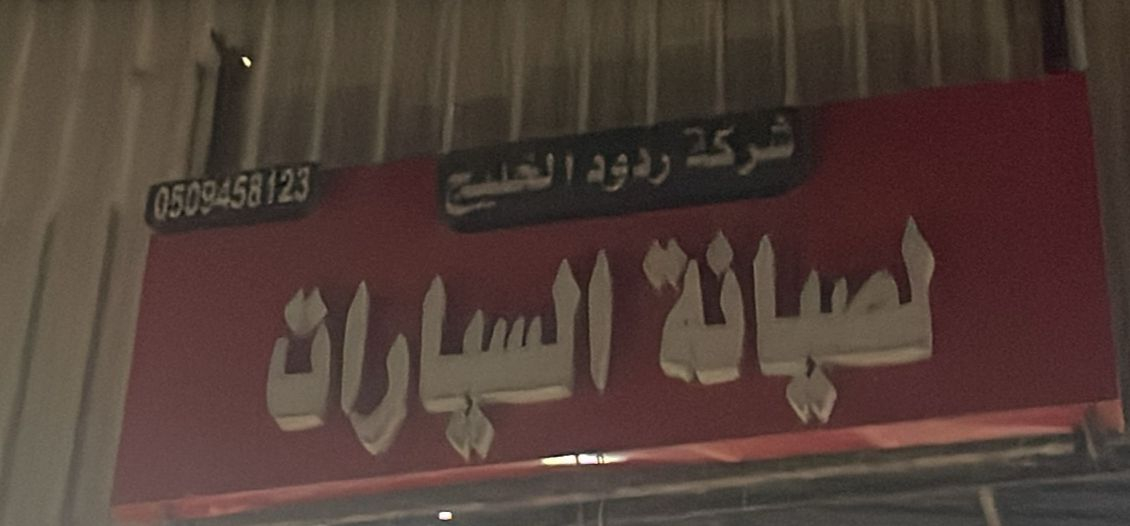 شركة ردود الخليج
0509458123
لصيانة السيارات